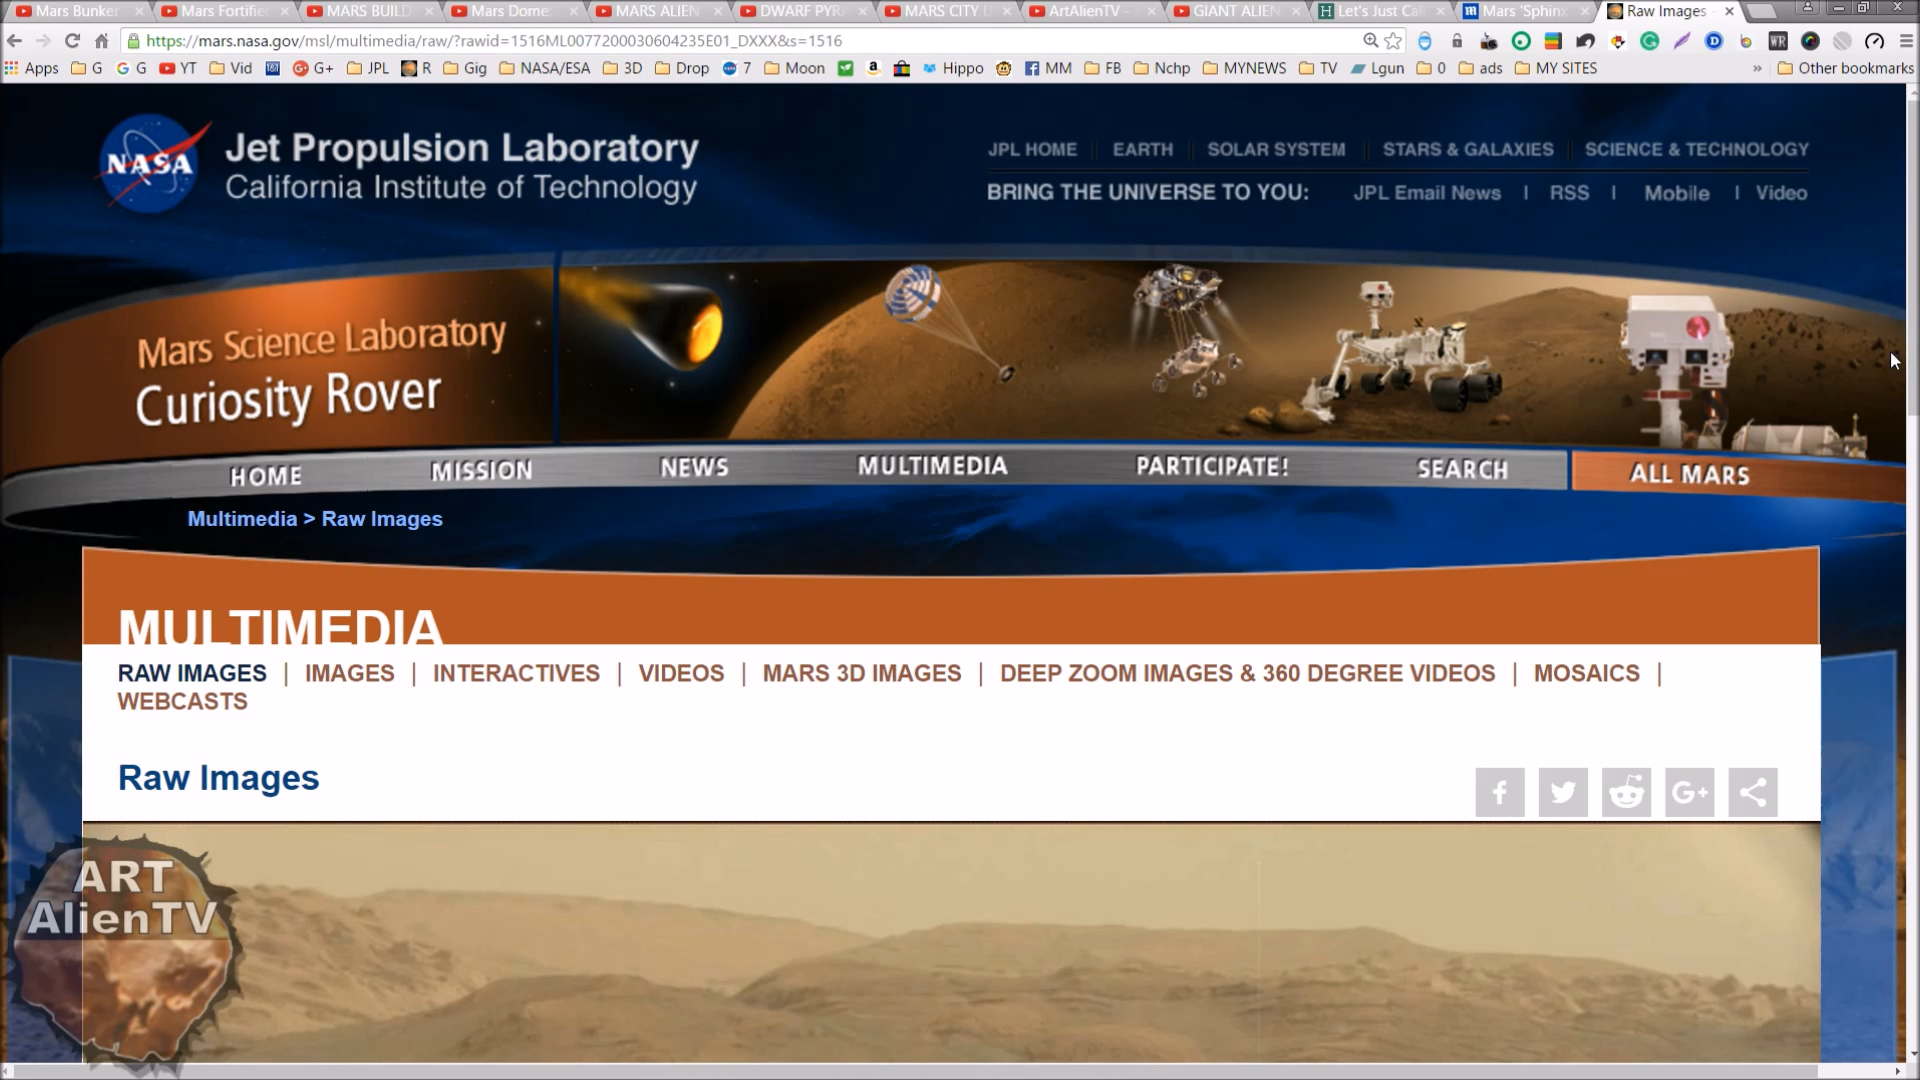 Mars Bunker
Mars Fortifie
MARS BUILD
Mars Dome
MARS ALIEN
DWARF PYRA
MARS CITY U
ArtAlienTV -
GIANT ALIEN
Let's Just Cal
Mars 'Sphinx
Raw Images -
https://mars.nasa.gov/msl/multimedia/raw/?rawid=1516ML0077200030604235E01_DXXX&s=1516
Apps G G YT Vid G+ JPL R Gig NASA/ESA 3D Drop 7 Moon Hippo MM FB Nchp MYNEWS TV Lgun 0 ads MY SITES » Other bookmarks
NASA
Jet Propulsion Laboratory
California Institute of Technology
JPL HOME EARTH SOLAR SYSTEM STARS & GALAXIES SCIENCE & TECHNOLOGY
BRING THE UNIVERSE TO YOU: JPL Email News | RSS | Mobile | Video
Mars Science Laboratory
Curiosity Rover
HOME MISSION NEWS MULTIMEDIA PARTICIPATE! SEARCH ALL MARS
Multimedia > Raw Images
MULTIMEDIA
RAW IMAGES | IMAGES | INTERACTIVES | VIDEOS | MARS 3D IMAGES | DEEP ZOOM IMAGES & 360 DEGREE VIDEOS | MOSAICS |
WEBCASTS
Raw Images
ART
AlienTV